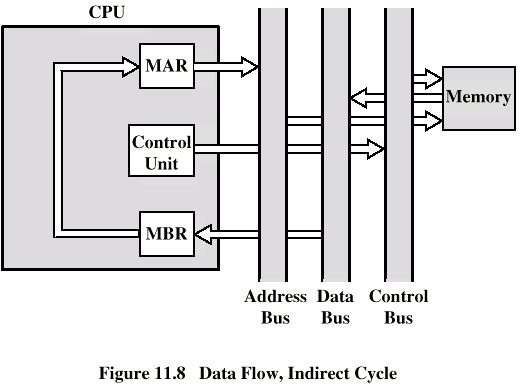 CPU
MAR
Memory
Control
Unit
MBR
Address
Bus
Data
Bus
Control
Bus
Figure 11.8 Data Flow, Indirect Cycle